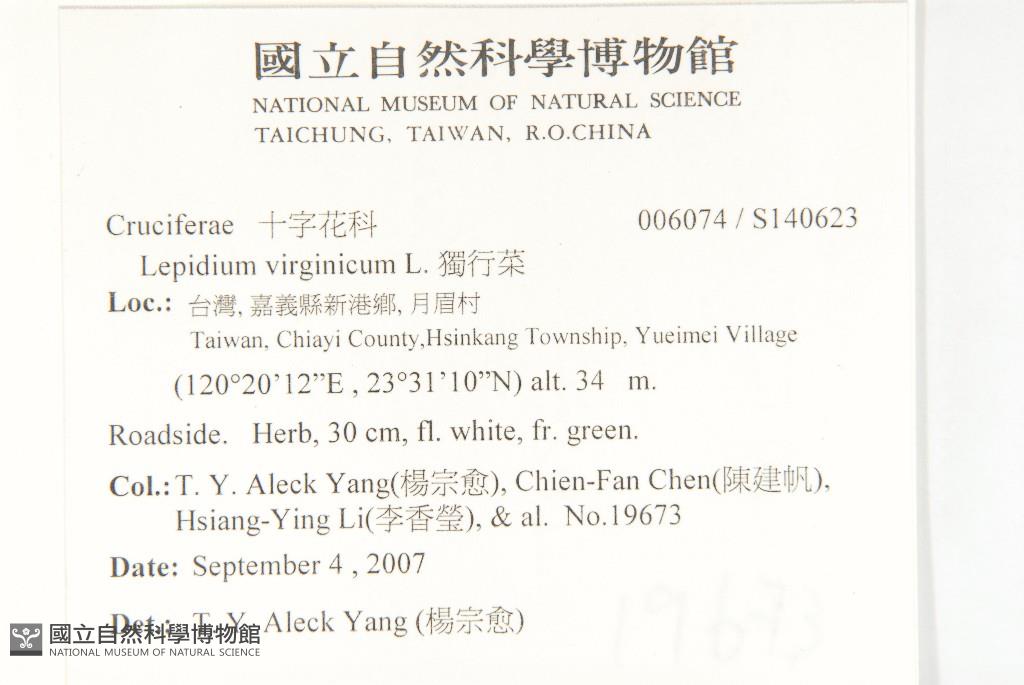 國立自然科學博物館
NATIONAL MUSEUM OF NATURAL SCIENCE
TAICHUNG, TAIWAN, R.O.CHINA
Cruciferae 十字花科 006074 / S140623
Lepidium virginicum L. 獨行菜
Loc.: 台灣, 嘉義縣新港鄉, 月眉村
Taiwan, Chiayi County,Hsinkang Township, Yueimei Village
(120°20’12”E , 23°31’10”N) alt. 34 m.
Roadside. Herb, 30 cm, fl. white, fr. green.
Col.: T. Y. Aleck Yang(楊宗愈), Chien-Fan Chen(陳建帆),
Hsiang-Ying Li(李香瑩), & al. No.19673
Date: September 4 , 2007
Det.: T. Y. Aleck Yang (楊宗愈)
國立自然科學博物館
NATIONAL MUSEUM OF NATURAL SCIENCE